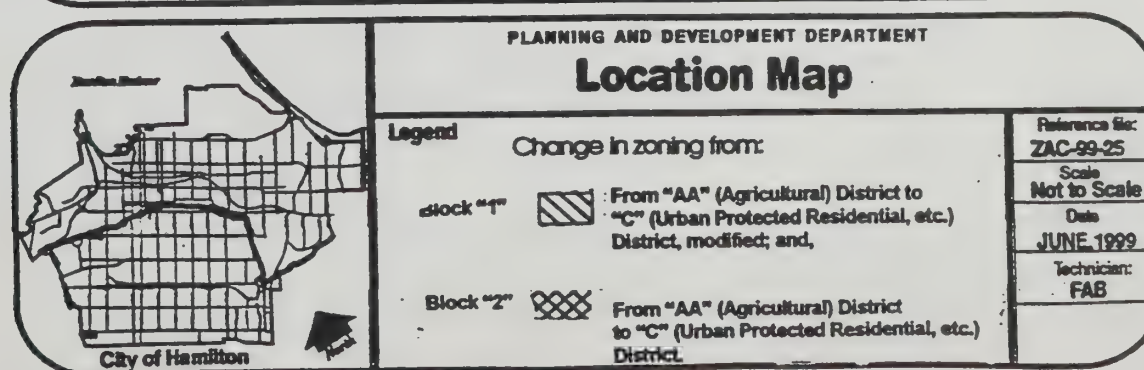 PLANNING AND DEVELOPMENT DEPARTMENT
Location Map
Legend
Change in zoning from:
Block "1"
From "AA" (Agricultural) District to
"C" (Urban Protected Residential, etc.)
District, modified; and,
Block "2"
From "AA" (Agricultural) District
to "C" (Urban Protected Residential, etc.)
District.
Reference file:
ZAC-99-25
Scale
Not to Scale
Date
JUNE 1999
Technician:
FAB
City of Hamilton
North